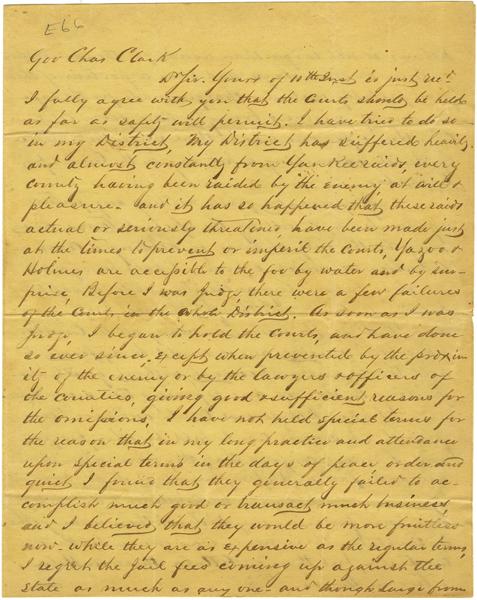 E66
Gov Chas Clark
Dr Sir. Yours of 10th Inst is just recd
I fully agree with you that the Courts should be held
as far as safety will permit. I have tried to do so
in my District, My District has suffered heavily
and almost constantly from Yankee raids, every
county having been raided by the enemy at will &
pleasure - and it has so happened that these raids
actual or seriously threatened, have been made just
at the times to prevent or imperil the Courts, Yazoo &
Holmes are accessible to the foe by water and by sur-
prise, Before I was Judge there were a few failures
of the Courts in the whole District. As soon as I was
Judge, I began to hold the Courts, and have done
so ever since, except when prevented by the proxim
ity of the enemy or by the lawyers & officers of
the counties, giving good & sufficient reasons for
the omissions, I have not held special terms for
the reason that in my long practice and attendance
upon special terms in the days of peace order and
quiet I found that they generally failed to ac-
complish much good or transact much business,
and I believed that they would be more fruitless
now - while they are as expensive as the regular terms,
I regret the Jail fees coming up against the
state as much as any one - and though large from